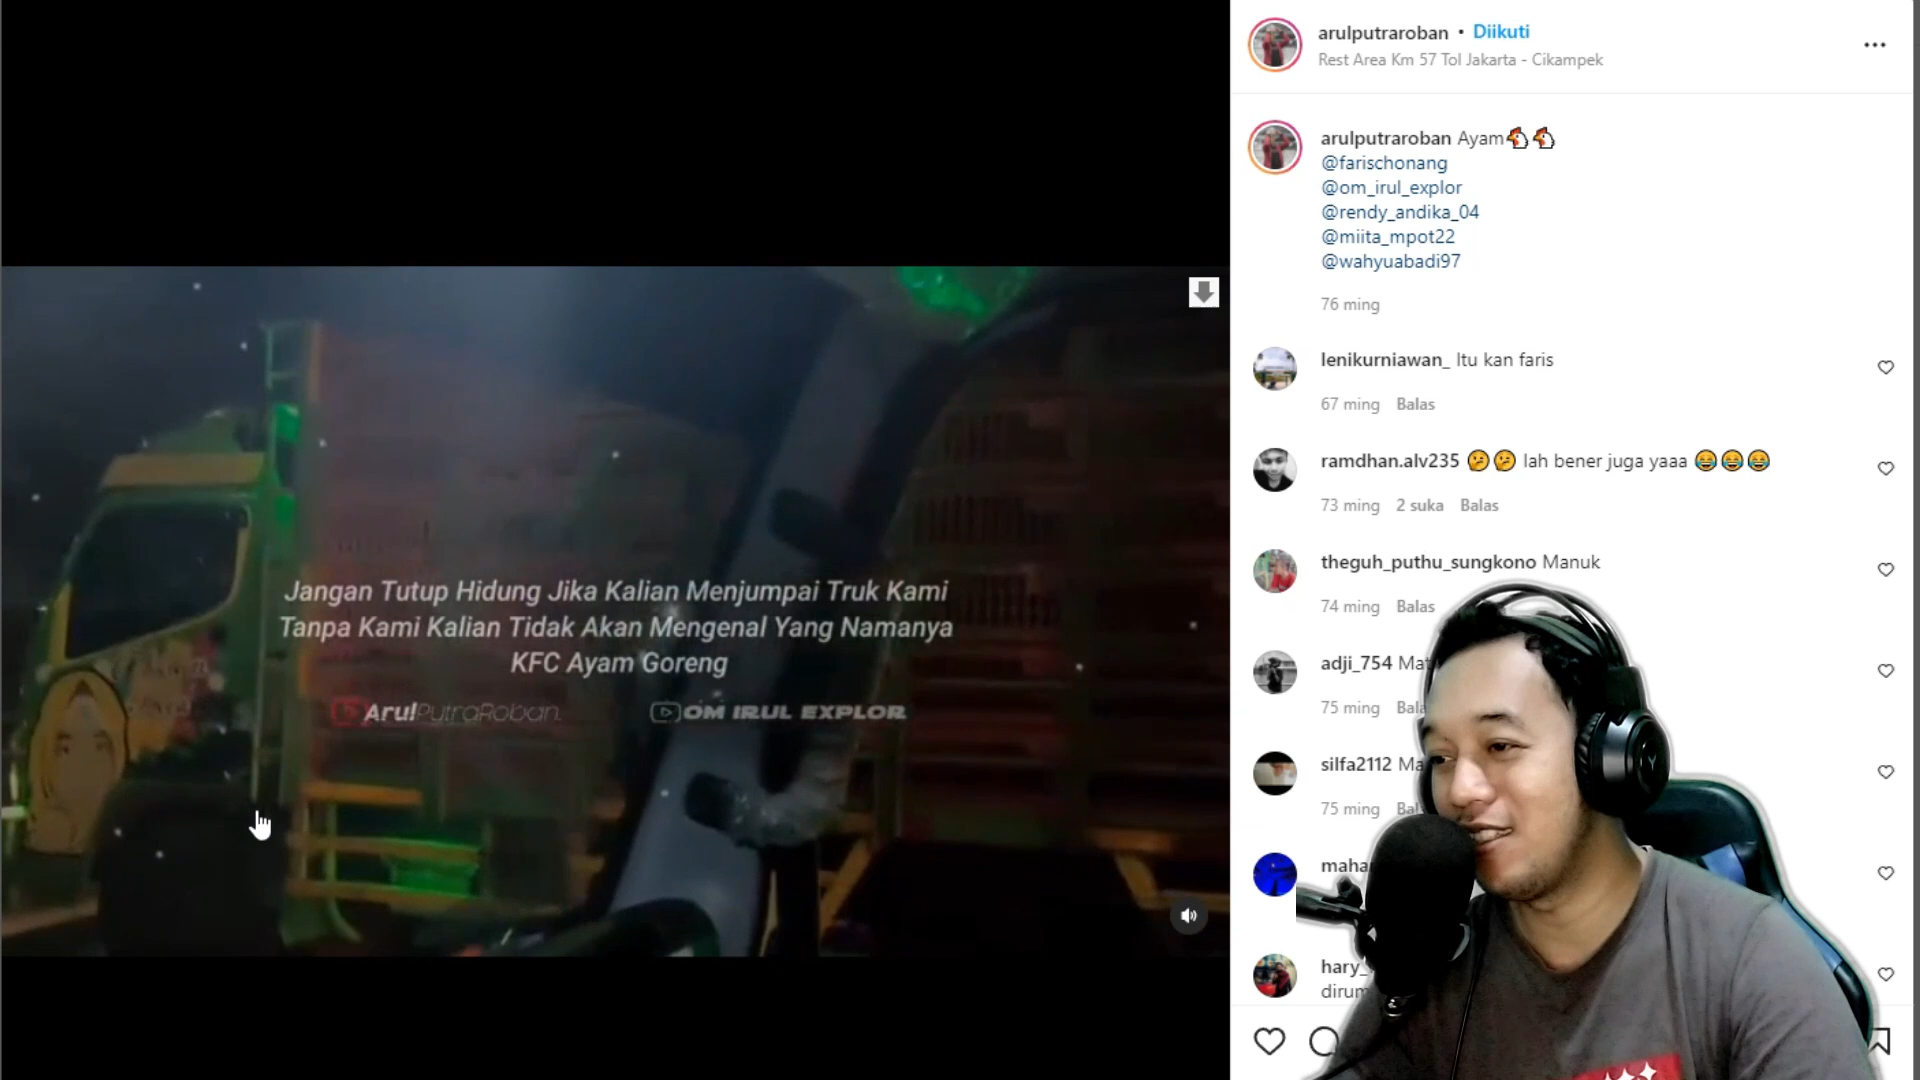 Jangan Tutup Hidung Jika Kalian Menjumpai Truk Kami
Tanpa Kami Kalian Tidak Akan Mengenal Yang Namanya
KFC Ayam Goreng
ArulPutraRoban
OM IRUL EXPLOR
arulputraroban • Diikuti
Rest Area Km 57 Tol Jakarta - Cikampek
arulputraroban Ayam🐔🐔
@farischonang
@om_irul_explor
@rendy_andika_04
@miita_mpot22
@wahyuabadi97
76 ming
lenikurniawan_ Itu kan faris
67 ming Balas
ramdhan.alv235 🤔🤔 lah bener juga yaaa 😂😂😂
73 ming 2 suka Balas
theguh_puthu_sungkono Manuk
74 ming Balas
adji_754
75 ming
silfa2112
75 ming